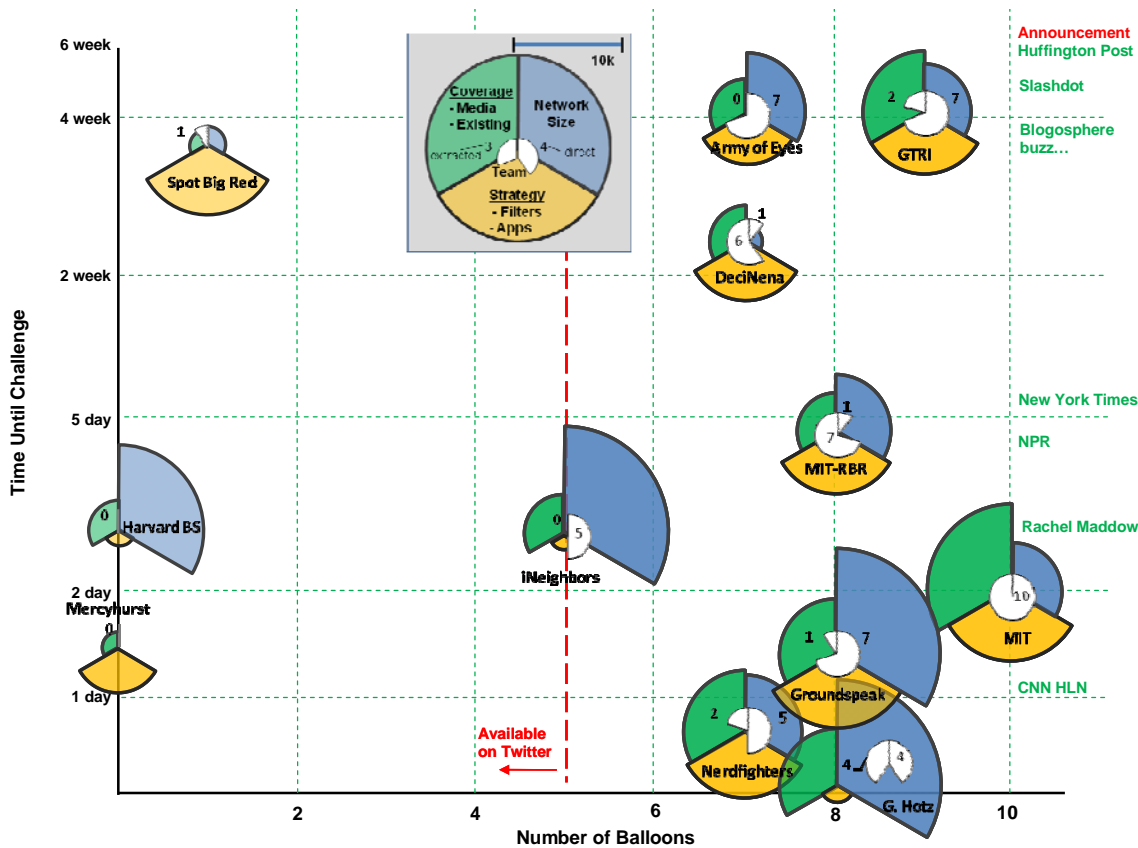 6 week
4 week
2 week
5 day
2 day
1 day
Time Until Challenge
2
4
6
8
10
Number of Balloons
Announcement
Huffington Post
Slashdot
Blogosphere
buzz…
New York Times
NPR
Rachel Maddow
CNN HLN
10k
Coverage
- Media
- Existing
Network
Size
extracted 3
4 direct
Team
Strategy
- Filters
- Apps
1
Spot Big Red
0
7
Army of Eyes
2
7
GTRI
1
6
DeciNena
1
7
MIT-RBR
0
Harvard BS
0
5
iNeighbors
Mercyhurst
0
10
MIT
1
7
Groundspeak
2
5
Nerdfighters
4
4
G. Hotz
Available
on Twitter